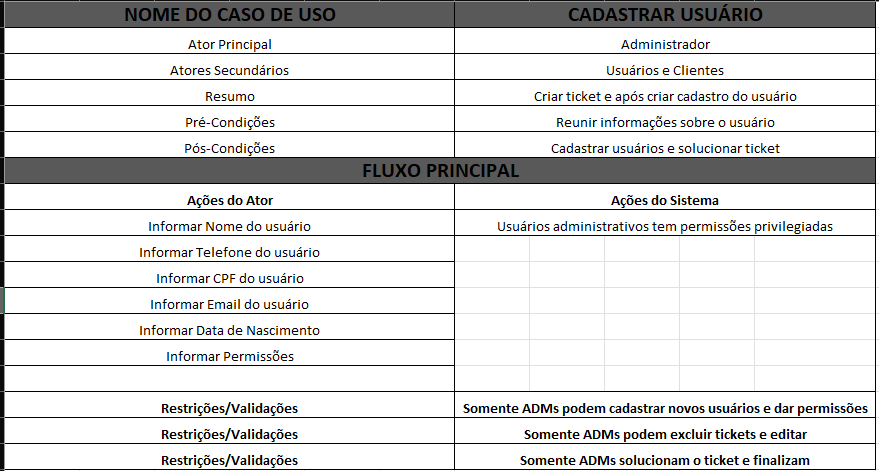 NOME DO CASO DE USO CADASTRAR USUÁRIO
Ator Principal Administrador
Atores Secundários Usuários e Clientes
Resumo Criar ticket e após criar cadastro do usuário
Pré-Condições Reunir informações sobre o usuário
Pós-Condições Cadastrar usuários e solucionar ticket
FLUXO PRINCIPAL
Ações do Ator Ações do Sistema
Informar Nome do usuário Usuários administrativos tem permissões privilegiadas
Informar Telefone do usuário
Informar CPF do usuário
Informar Email do usuário
Informar Data de Nascimento
Informar Permissões
Restrições/Validações Somente ADMs podem cadastrar novos usuários e dar permissões
Restrições/Validações Somente ADMs podem excluir tickets e editar
Restrições/Validações Somente ADMs solucionam o ticket e finalizam